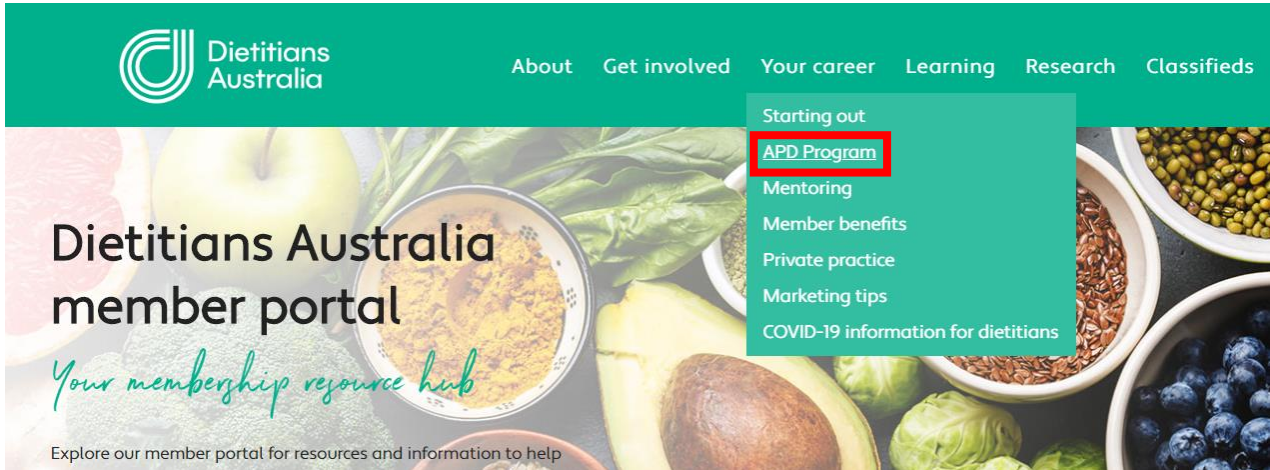 Dietitians
Australia
About Get involved Your career Learning Research Classifieds
Starting out
APD Program
Mentoring
Member benefits
Private practice
Marketing tips
COVID-19 information for dietitians
Dietitians Australia
member portal
Your membership resource hub
Explore our member portal for resources and information to help